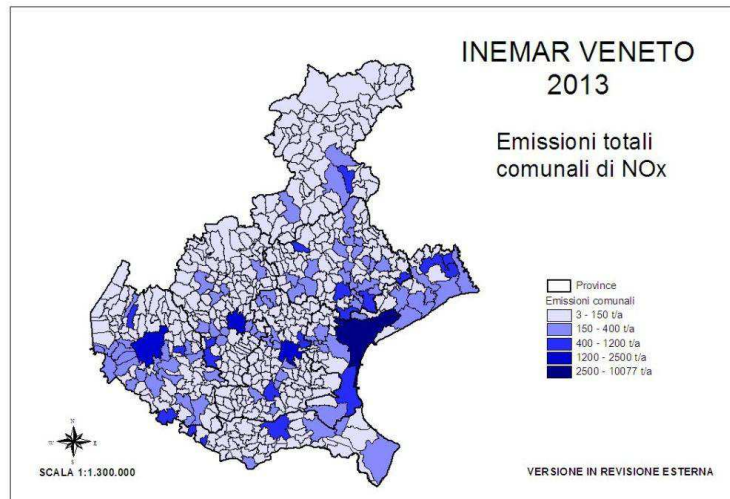 INEMAR VENETO
2013
Emissioni totali
comunali di NOx
Province
Emissioni comunali
3 - 150 t/a
150 - 400 t/a
400 - 1200 t/a
1200 - 2500 t/a
2500 - 10077 t/a
N
W
E
S
SCALA 1:1.300.000
VERSIONE IN REVISIONE ESTERNA